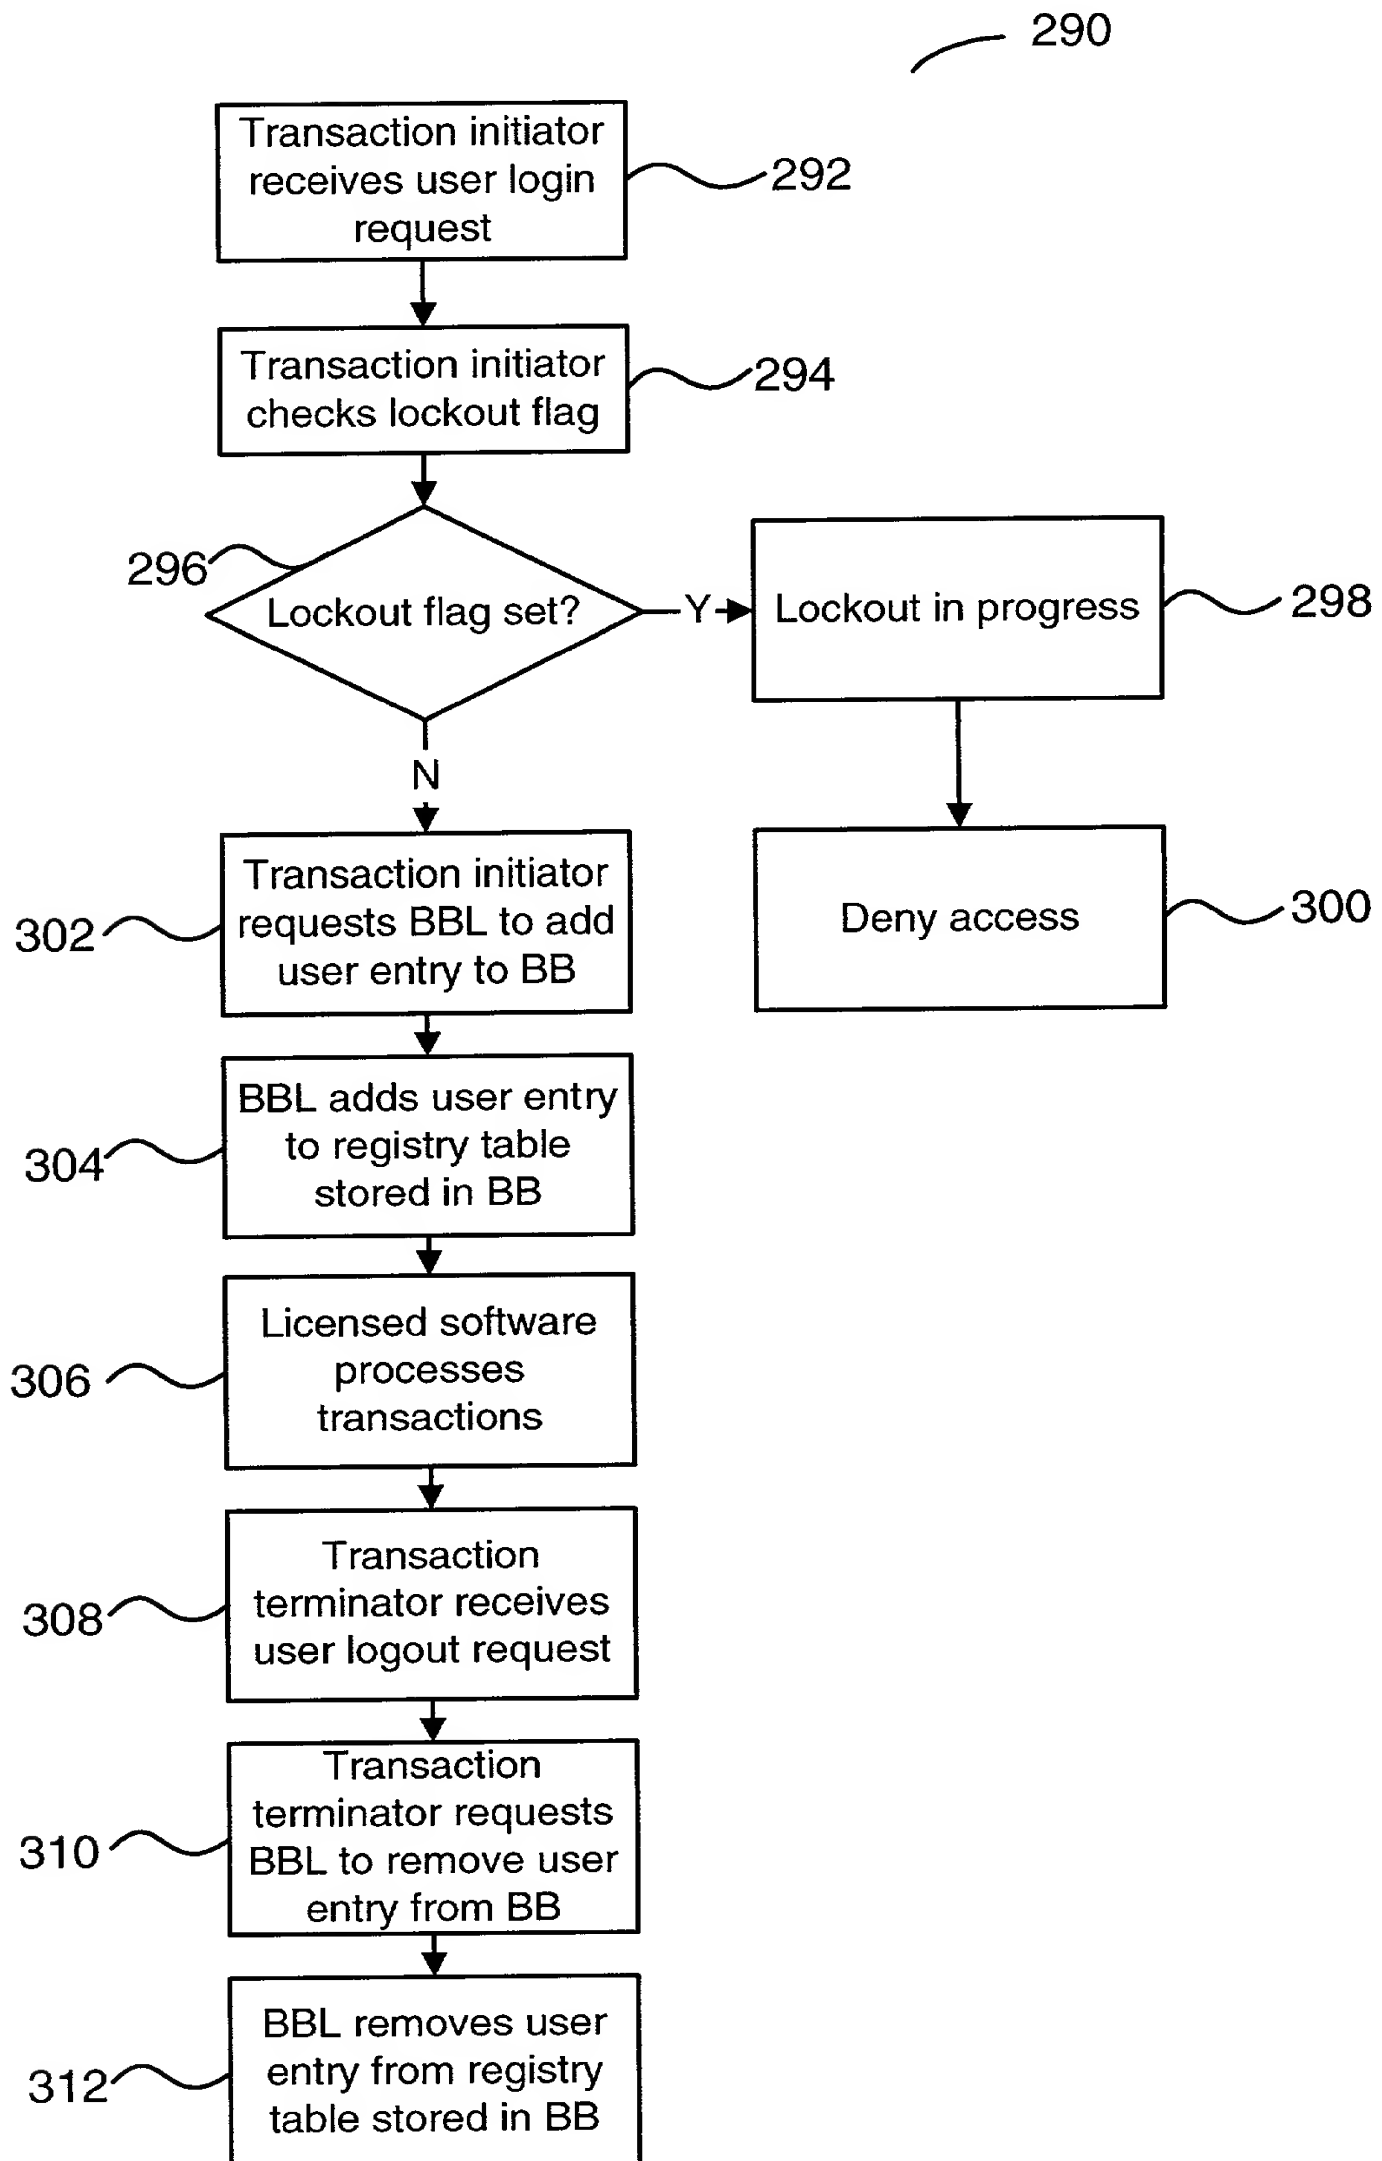 290
Transaction initiator
receives user login
request
292
Transaction initiator
checks lockout flag
294
296
Lockout flag set?
Y
Lockout in progress
298
N
Deny access
300
302
Transaction initiator
requests BBL to add
user entry to BB
304
BBL adds user entry
to registry table
stored in BB
306
Licensed software
processes
transactions
308
Transaction
terminator receives
user logout request
310
Transaction
terminator requests
BBL to remove user
entry from BB
312
BBL removes user
entry from registry
table stored in BB